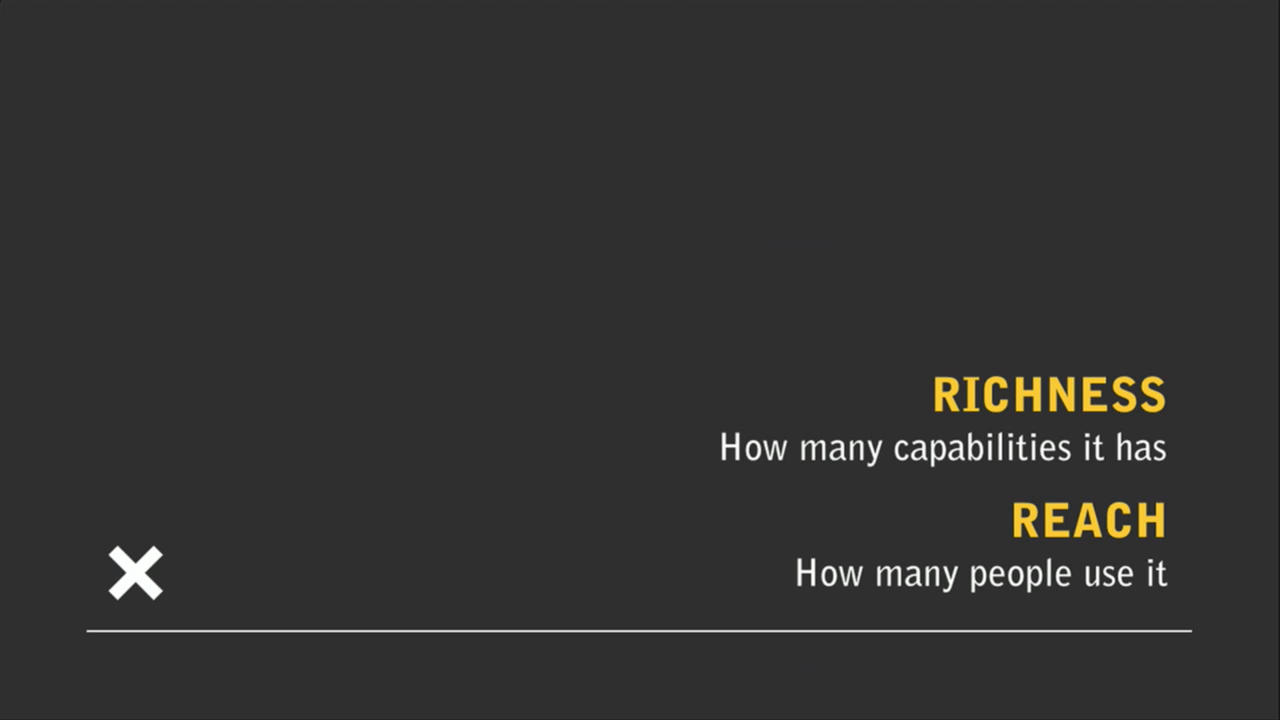 RICHNESS
How many capabilities it has
REACH
How many people use it
×